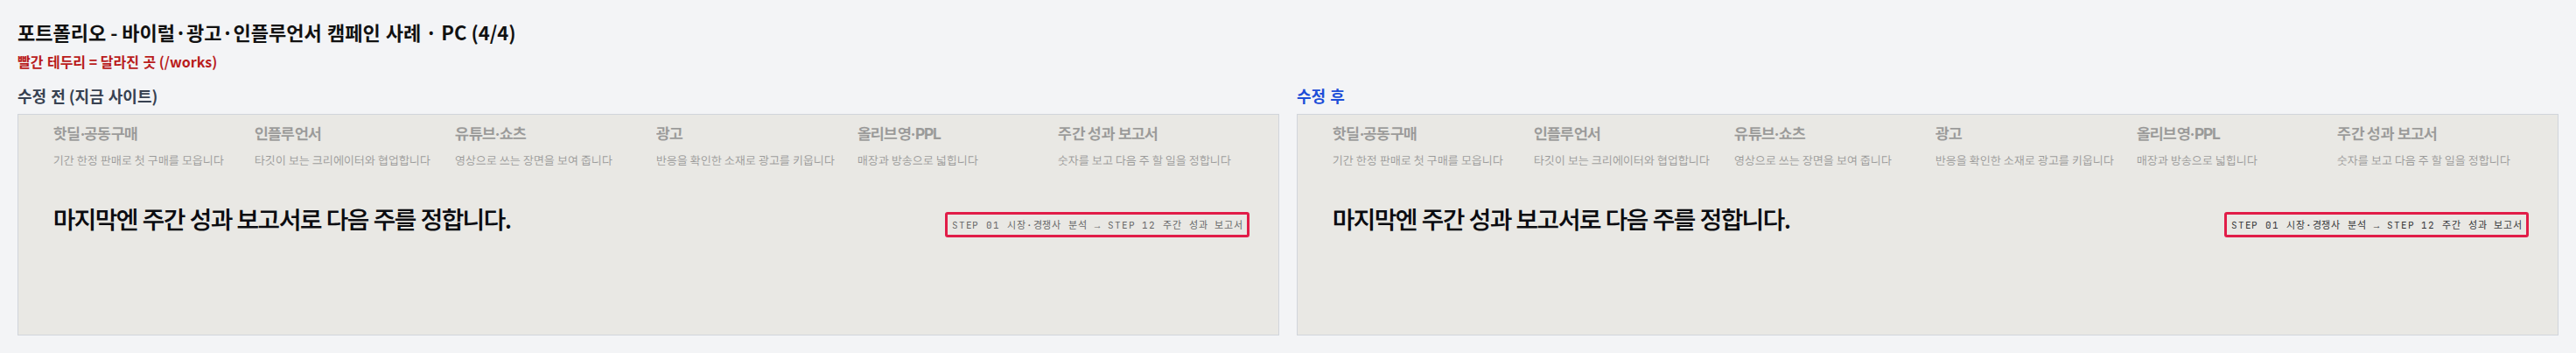 포트폴리오 - 바이럴·광고·인플루언서 캠페인 사례 · PC (4/4)
빨간 테두리 = 달라진 곳 (/works)
수정 전 (지금 사이트)
핫딜·공동구매 인플루언서 유튜브·쇼츠 광고 올리브영·PPL 주간 성과 보고서
기간 한정 판매로 첫 구매를 모읍니다 타깃이 보는 크리에이터와 협업합니다 영상으로 쓰는 장면을 보여 줍니다 반응을 확인한 소재로 광고를 키웁니다 매장과 방송으로 넓힙니다 숫자를 보고 다음 주 할 일을 정합니다
마지막엔 주간 성과 보고서로 다음 주를 정합니다.
STEP 01 시장·경쟁사 분석 → STEP 12 주간 성과 보고서
수정 후
핫딜·공동구매 인플루언서 유튜브·쇼츠 광고 올리브영·PPL 주간 성과 보고서
기간 한정 판매로 첫 구매를 모읍니다 타깃이 보는 크리에이터와 협업합니다 영상으로 쓰는 장면을 보여 줍니다 반응을 확인한 소재로 광고를 키웁니다 매장과 방송으로 넓힙니다 숫자를 보고 다음 주 할 일을 정합니다
마지막엔 주간 성과 보고서로 다음 주를 정합니다.
STEP 01 시장·경쟁사 분석 → STEP 12 주간 성과 보고서